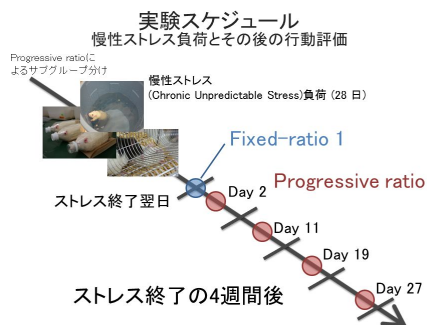 実験スケジュール
慢性ストレス負荷とその後の行動評価
Progressive ratioに
よるサブグループ分け
慢性ストレス
(Chronic Unpredictable Stress)負荷 (28 日)
Fixed-ratio 1
ストレス終了翌日
Day 2
Progressive ratio
Day 11
Day 19
Day 27
ストレス終了の4週間後